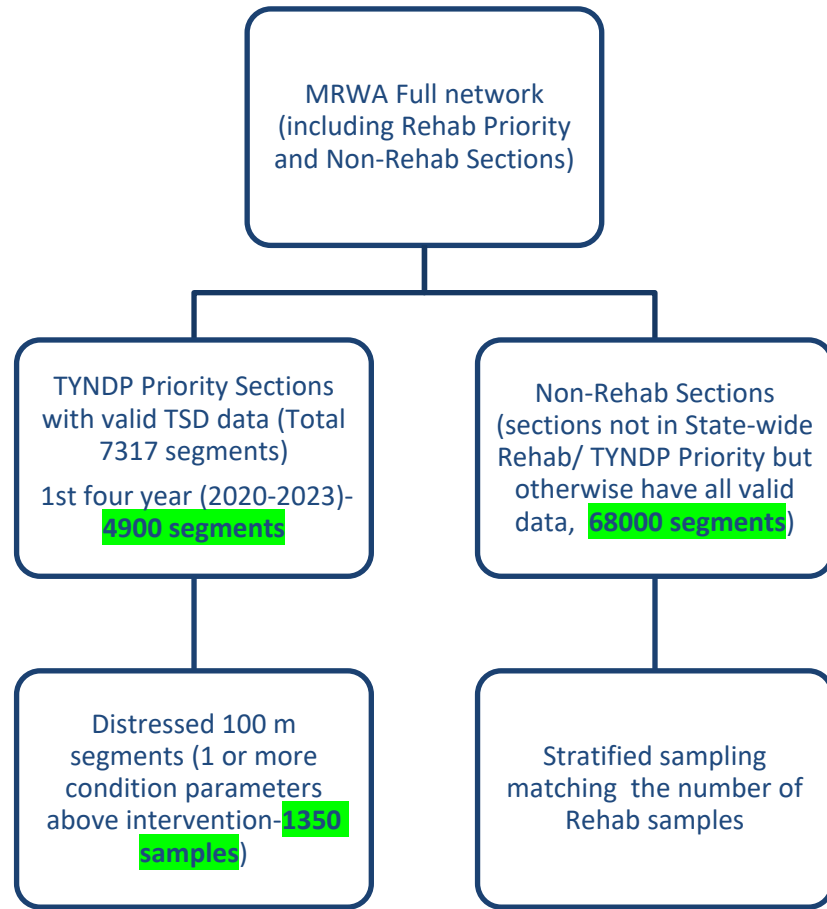 MRWA Full network
(including Rehab Priority
and Non-Rehab Sections)
TYNDP Priority Sections
with valid TSD data (Total
7317 segments)
1st four year (2020-2023)-
4900 segments
Non-Rehab Sections
(sections not in State-wide
Rehab/ TYNDP Priority but
otherwise have all valid
data, 68000 segments)
Distressed 100 m
segments (1 or more
condition parameters
above intervention-1350
samples)
Stratified sampling
matching the number of
Rehab samples